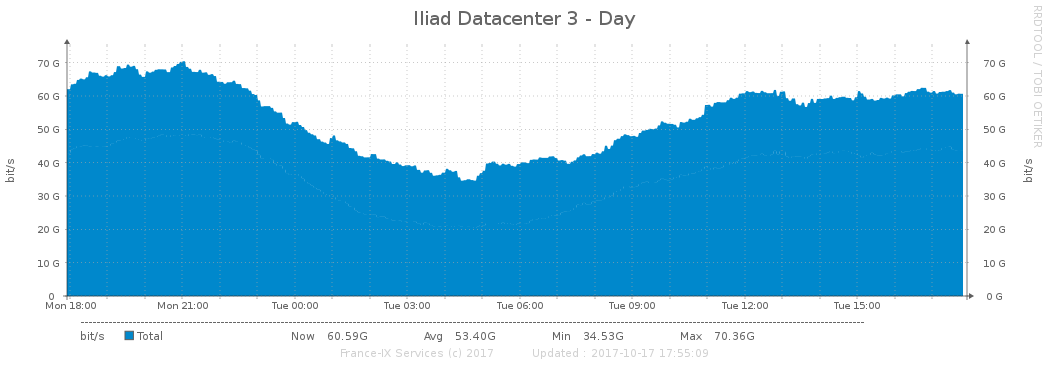 Iliad Datacenter 3 - Day
RRDTOOL / TOBI OETIKER
bit/s
bit/s
70 G 70 G
60 G 60 G
50 G 50 G
40 G 40 G
30 G 30 G
20 G 20 G
10 G 10 G
0 0 G
Mon 18:00 Mon 21:00 Tue 00:00 Tue 03:00 Tue 06:00 Tue 09:00 Tue 12:00 Tue 15:00
bit/s Total Now 60.59G Avg 53.40G Min 34.53G Max 70.36G
France-IX Services (c) 2017 Updated : 2017-10-17 17:55:09